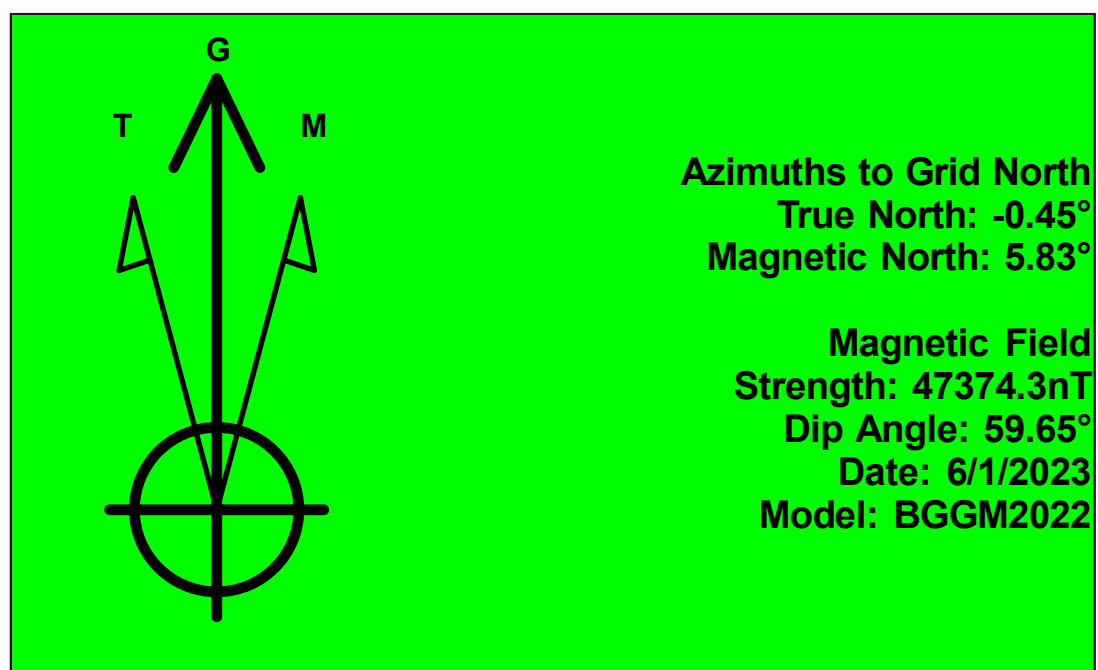 G
T
M
Azimuths to Grid North
True North: -0.45°
Magnetic North: 5.83°
Magnetic Field
Strength: 47374.3nT
Dip Angle: 59.65°
Date: 6/1/2023
Model: BGGM2022